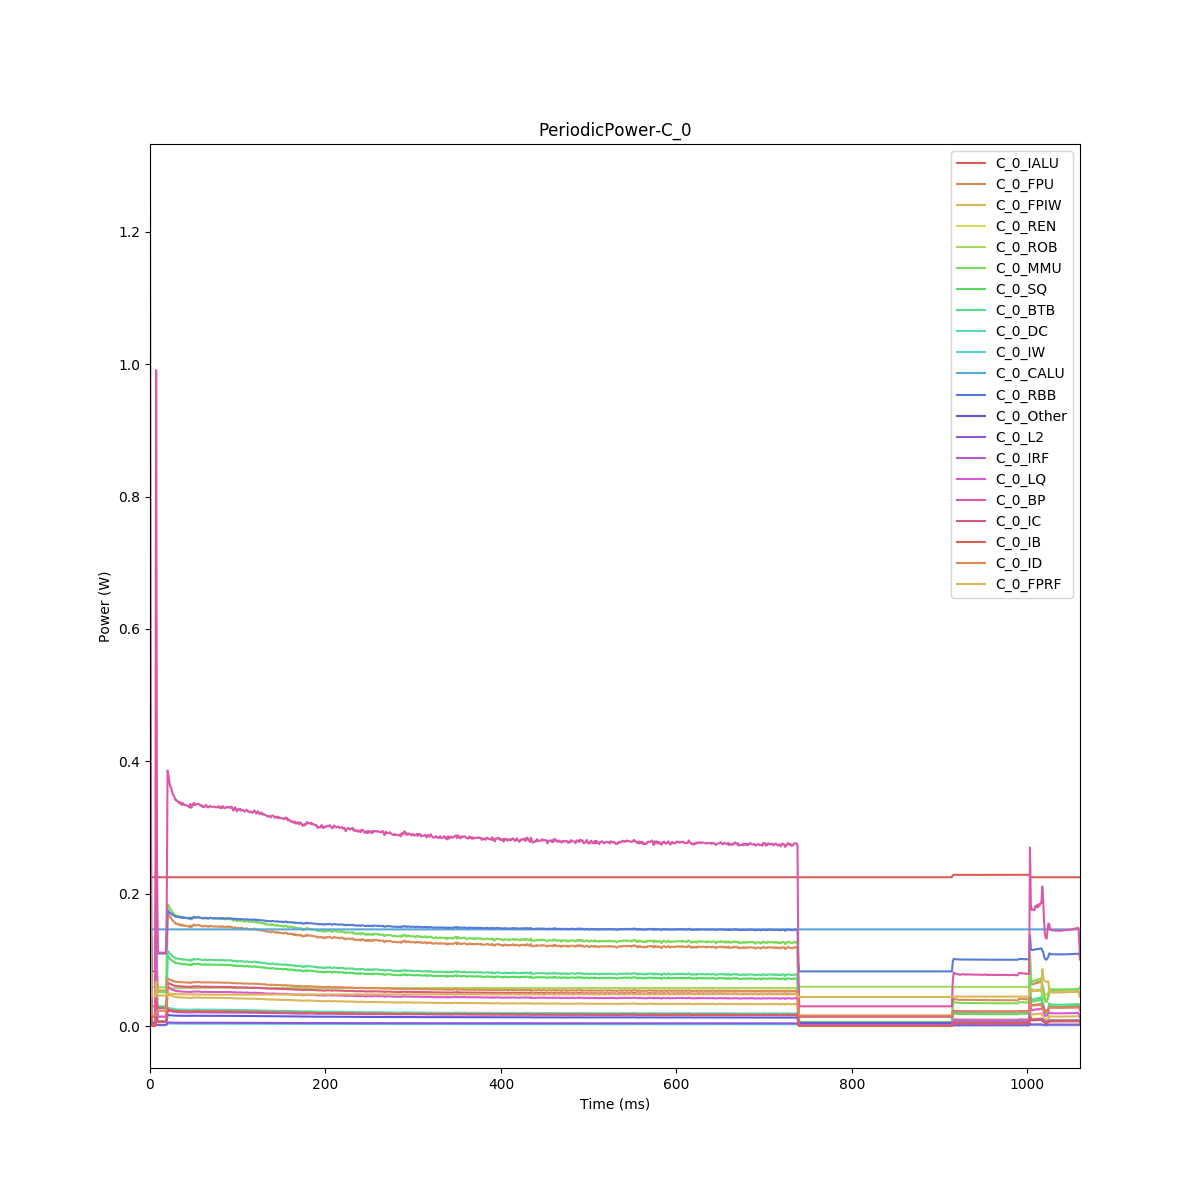 PeriodicPower-C_0
C_0_IALU
C_0_FPU
C_0_FPIW
C_0_REN
C_0_ROB
C_0_MMU
C_0_SQ
C_0_BTB
C_0_DC
C_0_IW
C_0_CALU
C_0_RBB
C_0_Other
C_0_L2
C_0_IRF
C_0_LQ
C_0_BP
C_0_IC
C_0_IB
C_0_ID
C_0_FPRF
1.2
1.0
0.8
0.6
0.4
0.2
0.0
Power (W)
0 200 400 600 800 1000
Time (ms)